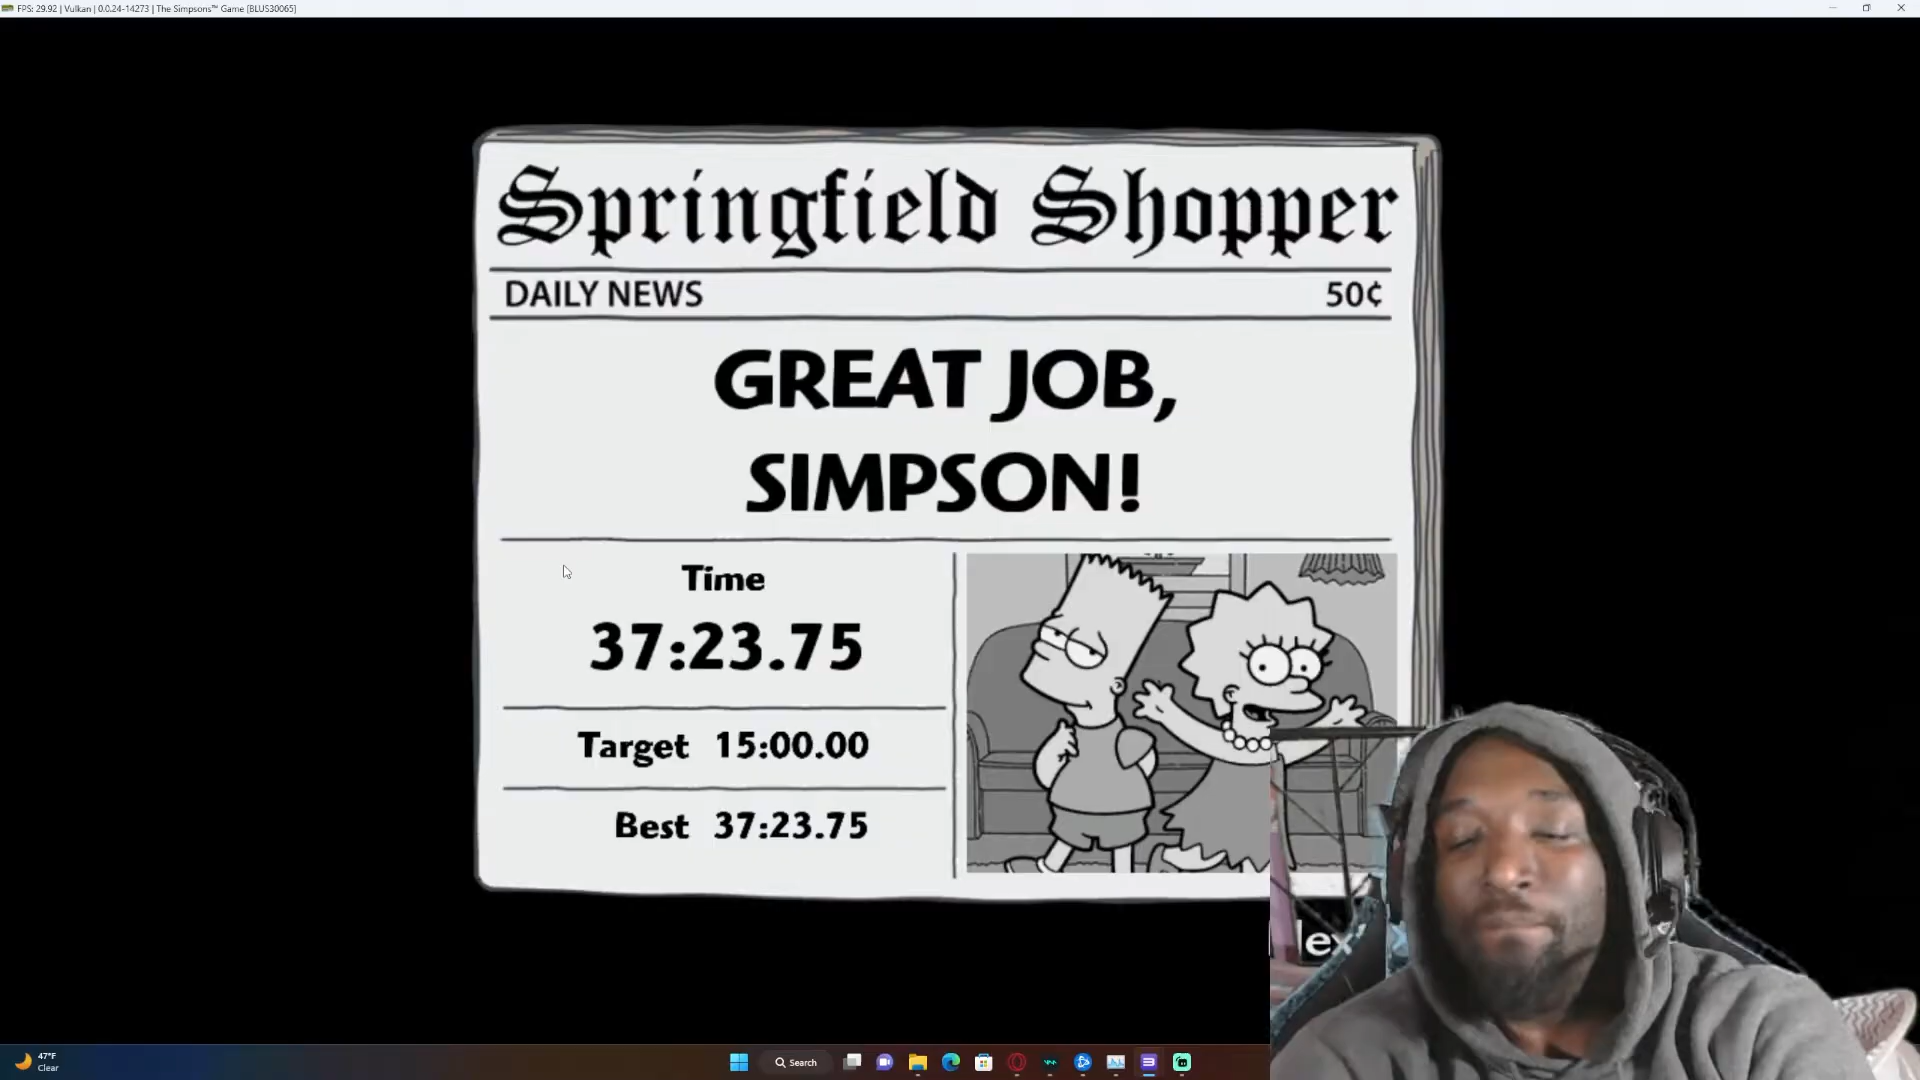 FPS: 29.92 | Vulkan | 0.0.24-14273 | The Simpsons™ Game [BLUS30065]
Springfield Shopper
DAILY NEWS 50¢
GREAT JOB,
SIMPSON!
Time
37:23.75
Target 15:00.00
Best 37:23.75
47°F
Clear
Search